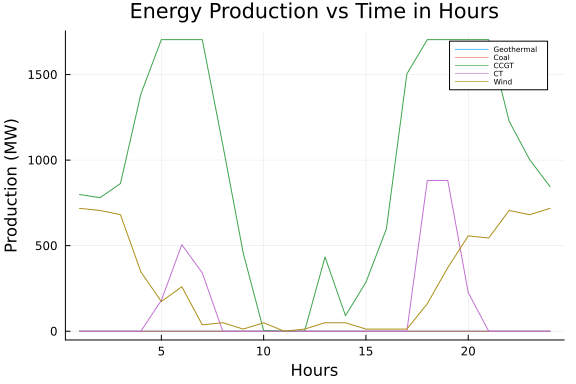 Energy Production vs Time in Hours
Production (MW)
1500
1000
500
0
Geothermal
Coal
CCGT
CT
Wind
5
10
15
20
Hours